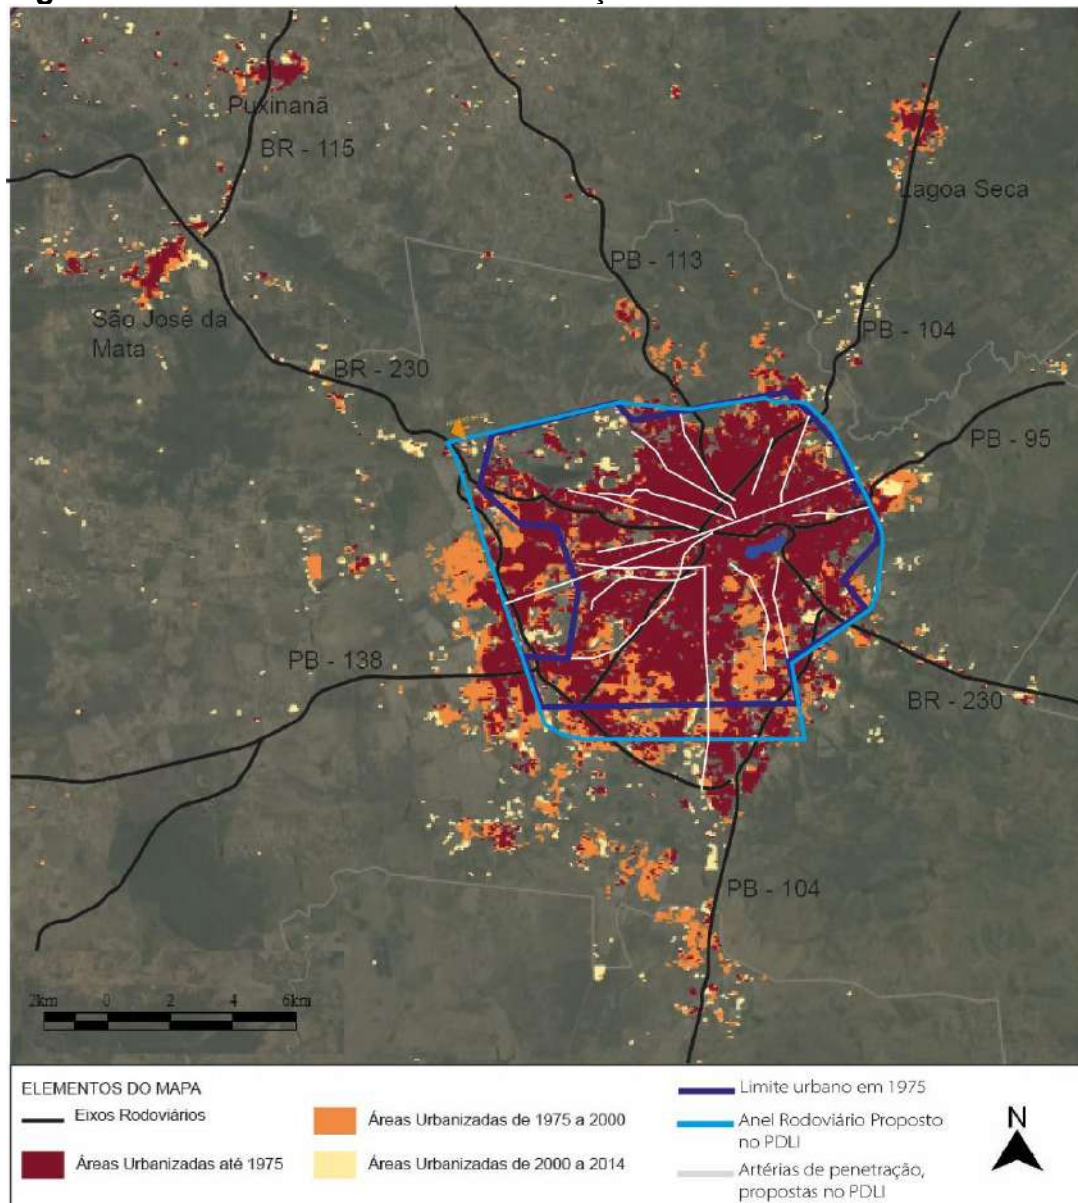 Puxinanã
BR - 115
Lagoa Seca
PB - 113
São José da
Mata
BR - 230
PB - 104
PB - 95
PB - 138
BR - 230
PB - 104
2km 0 2 4 6km
ELEMENTOS DO MAPA
Eixos Rodoviários
Áreas Urbanizadas até 1975
Áreas Urbanizadas de 1975 a 2000
Áreas Urbanizadas de 2000 a 2014
Limite urbano em 1975
Anel Rodoviário Proposto
no PDLI
Artérias de penetração,
propostas no PDLI
N